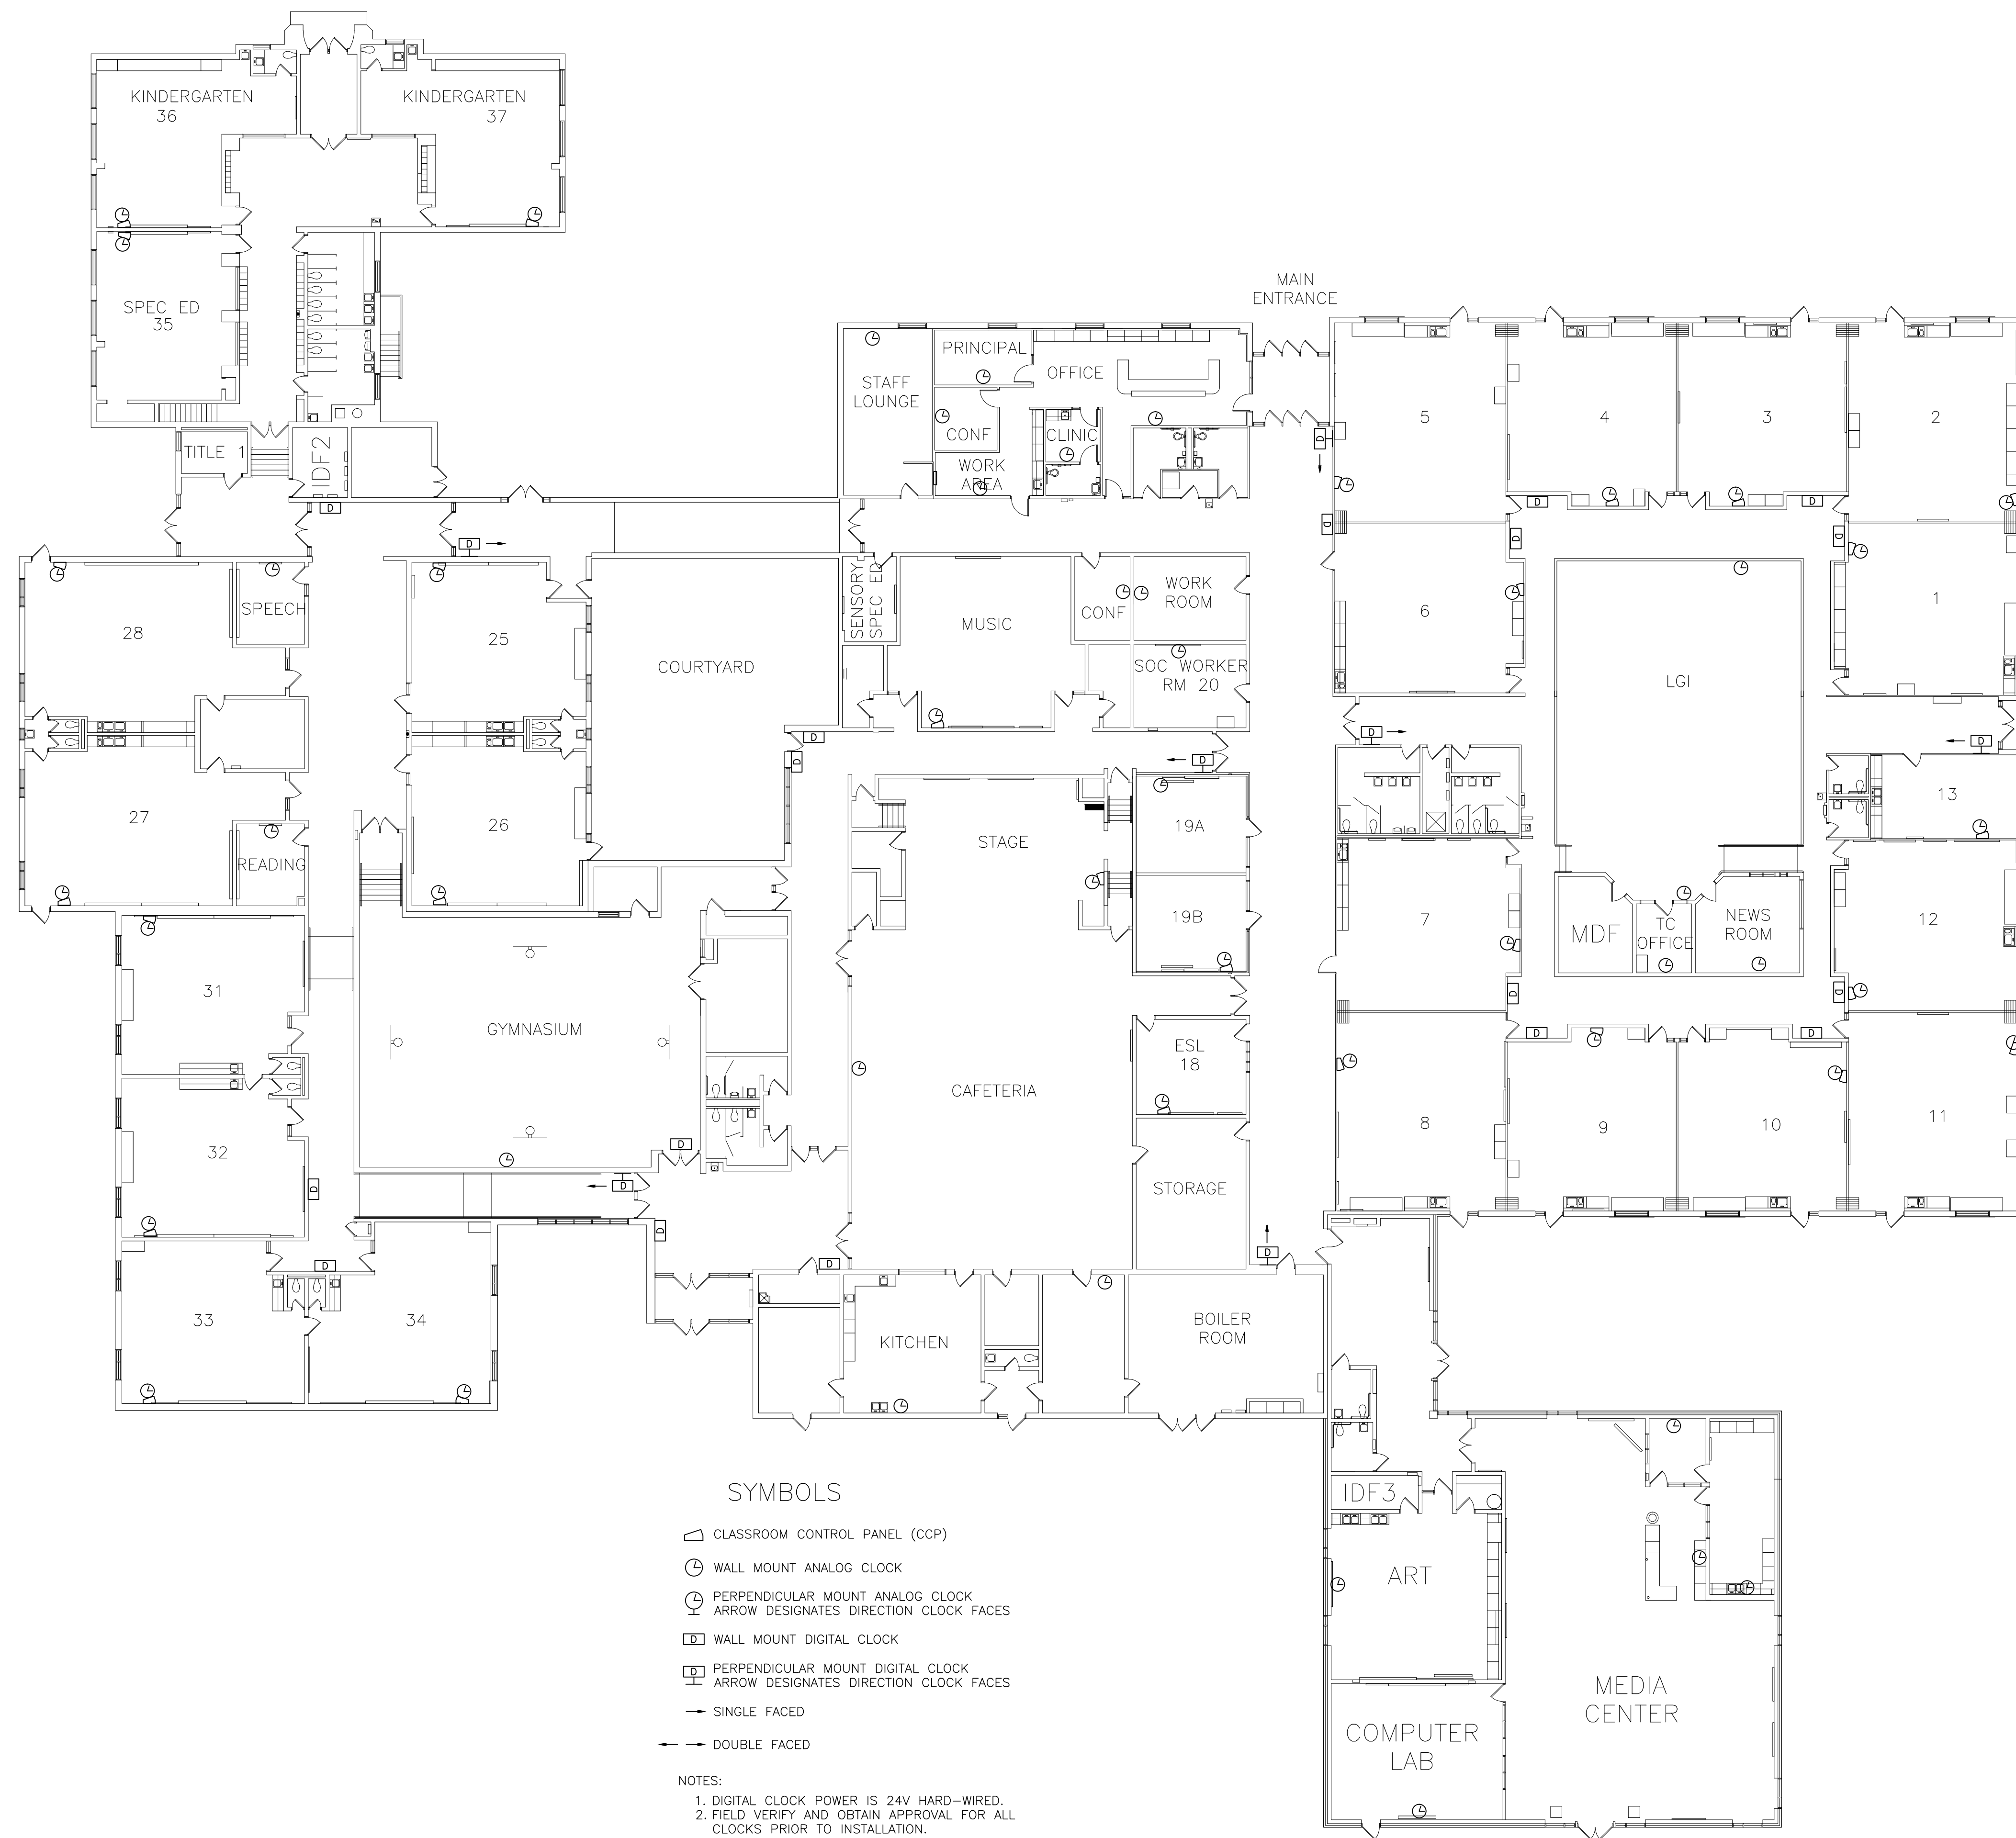 KINDERGARTEN
36
KINDERGARTEN
37
SPEC ED
35
TITLE 1
IDF2
MAIN
ENTRANCE
STAFF
LOUNGE
PRINCIPAL
OFFICE
CONF
CLINIC
WORK
AREA
5
4
3
2
D
D
D
D
D
D
D
D
28
SPEECH
25
COURTYARD
SENSORY
SPEC ED
MUSIC
CONF
WORK
ROOM
SOC WORKER
RM 20
6
LGI
1
D
D
D
D
D
27
READING
26
STAGE
19A
19B
13
7
MDF
TC
OFFICE
NEWS
ROOM
12
31
GYMNASIUM
CAFETERIA
ESL
18
D
D
D
D
8
9
10
11
32
D
D
D
D
STORAGE
D
D
D
33
34
KITCHEN
BOILER
ROOM
IDF3
ART
MEDIA
CENTER
COMPUTER
LAB
SYMBOLS
CLASSROOM CONTROL PANEL (CCP)
WALL MOUNT ANALOG CLOCK
PERPENDICULAR MOUNT ANALOG CLOCK
ARROW DESIGNATES DIRECTION CLOCK FACES
D WALL MOUNT DIGITAL CLOCK
D PERPENDICULAR MOUNT DIGITAL CLOCK
ARROW DESIGNATES DIRECTION CLOCK FACES
SINGLE FACED
DOUBLE FACED
NOTES:
1. DIGITAL CLOCK POWER IS 24V HARD-WIRED.
2. FIELD VERIFY AND OBTAIN APPROVAL FOR ALL
CLOCKS PRIOR TO INSTALLATION.